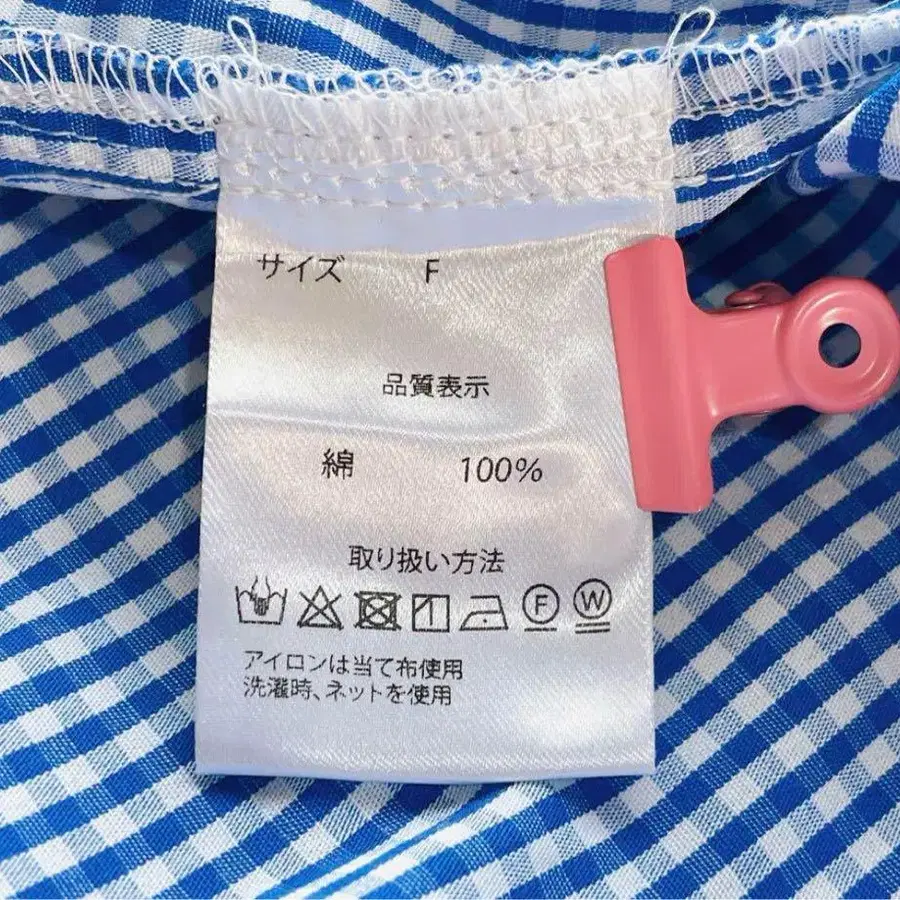 サイズ F
品質表示
綿 100%
取り扱い方法
F W
アイロンは当て布使用
洗濯時、ネットを使用